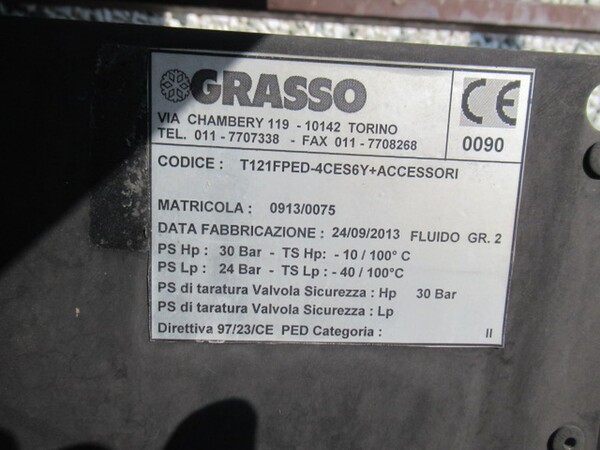 GRASSO
VIA CHAMBERY 119 - 10142 TORINO
TEL. 011 - 7707338 - FAX 011 - 7708268
CE
0090
CODICE : T121FPED-4CES6Y+ACCESSORI
MATRICOLA : 0913/0075
DATA FABBRICAZIONE : 24/09/2013 FLUIDO GR. 2
PS Hp : 30 Bar - TS Hp: - 10 / 100° C
PS Lp : 24 Bar - TS Lp : - 40 / 100°C
PS di taratura Valvola Sicurezza : Hp 30 Bar
PS di taratura Valvola Sicurezza : Lp
Direttiva 97/23/CE PED Categoria : II